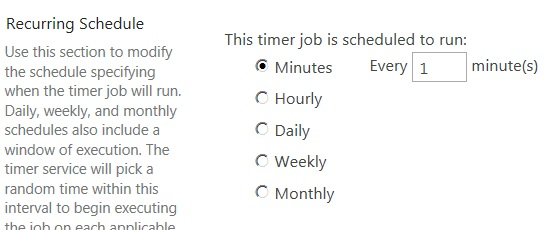 Recurring Schedule
Use this section to modify
the schedule specifying
when the timer job will run.
Daily, weekly, and monthly
schedules also include a
window of execution. The
timer service will pick a
random time within this
interval to begin executing
the job on each applicable
This timer job is scheduled to run:
Minutes Every 1 minute(s)
Hourly
Daily
Weekly
Monthly